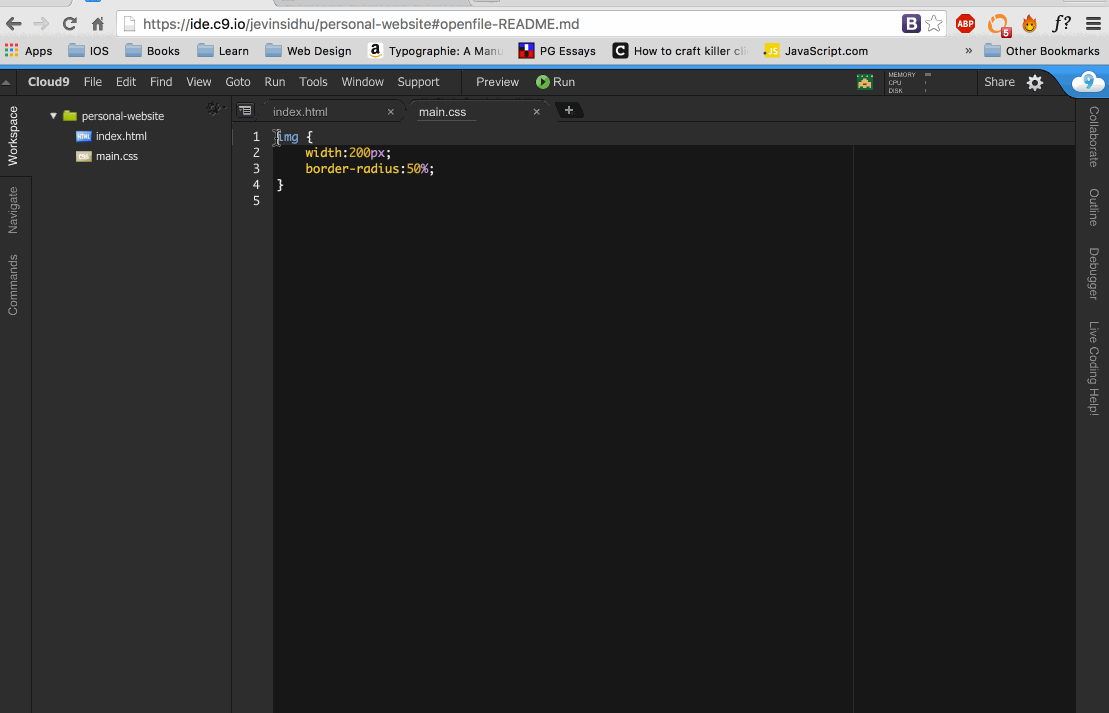 https://ide.c9.io/jevinsidhu/personal-website#openfile-README.md
B
ABP
5
f?
Apps
IOS
Books
Learn
Web Design
a
Typographie: A Manu
PG Essays
C
How to craft killer cli
JS
JavaScript.com
»
Other Bookmarks
Cloud9 File Edit Find View Goto Run Tools Window Support Preview Run
MEMORY
CPU
DISK
Share
9
Workspace
Navigate
Commands
personal-website
index.html
main.css
index.html ×
main.css ×
+
1 img {
2 width:200px;
3 border-radius:50%;
4 }
5
Collaborate
Outline
Debugger
Live Coding Help!